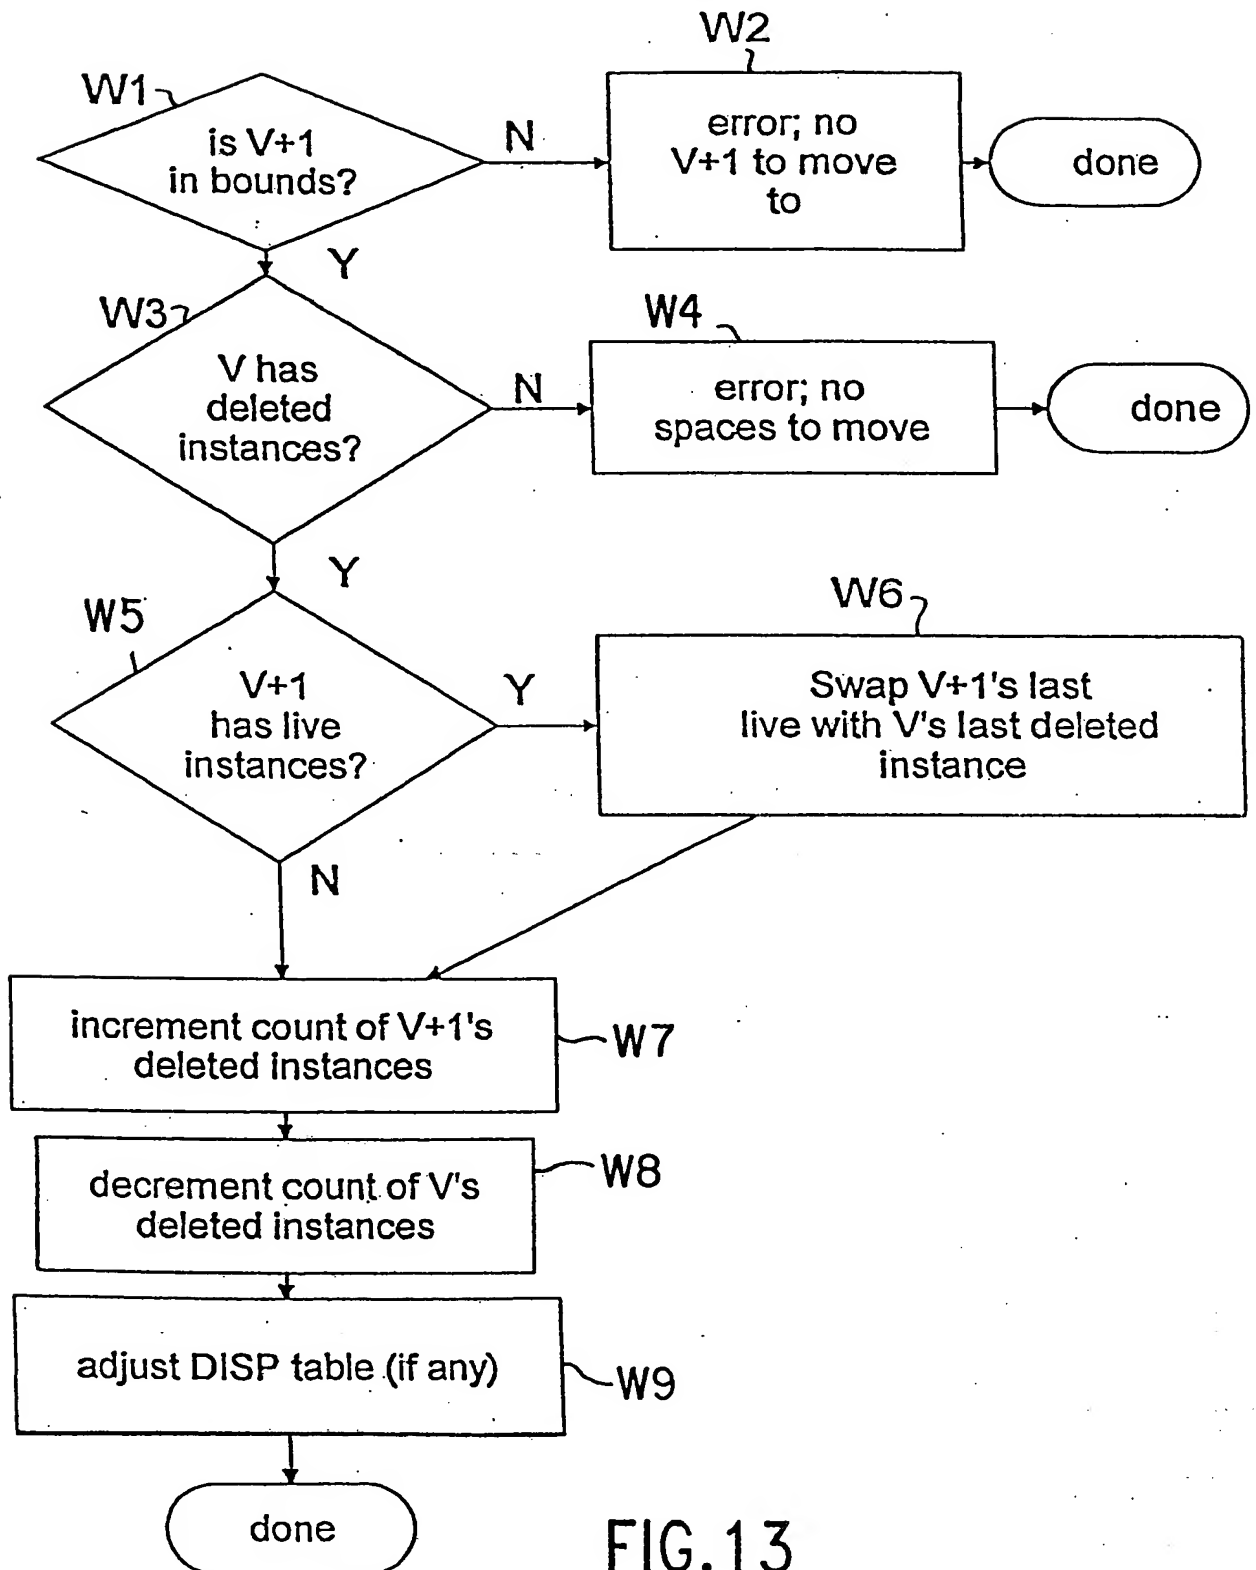 W2
W1
is V+1
in bounds?
N
error; no
V+1 to move
to
done
Y
W3
V has
deleted
instances?
N
W4
error; no
spaces to move
done
Y
W5
V+1
has live
instances?
Y
W6
Swap V+1's last
live with V's last deleted
instance
N
increment count of V+1's
deleted instances
W7
decrement count of V's
deleted instances
W8
adjust DISP table (if any)
W9
done
FIG.13